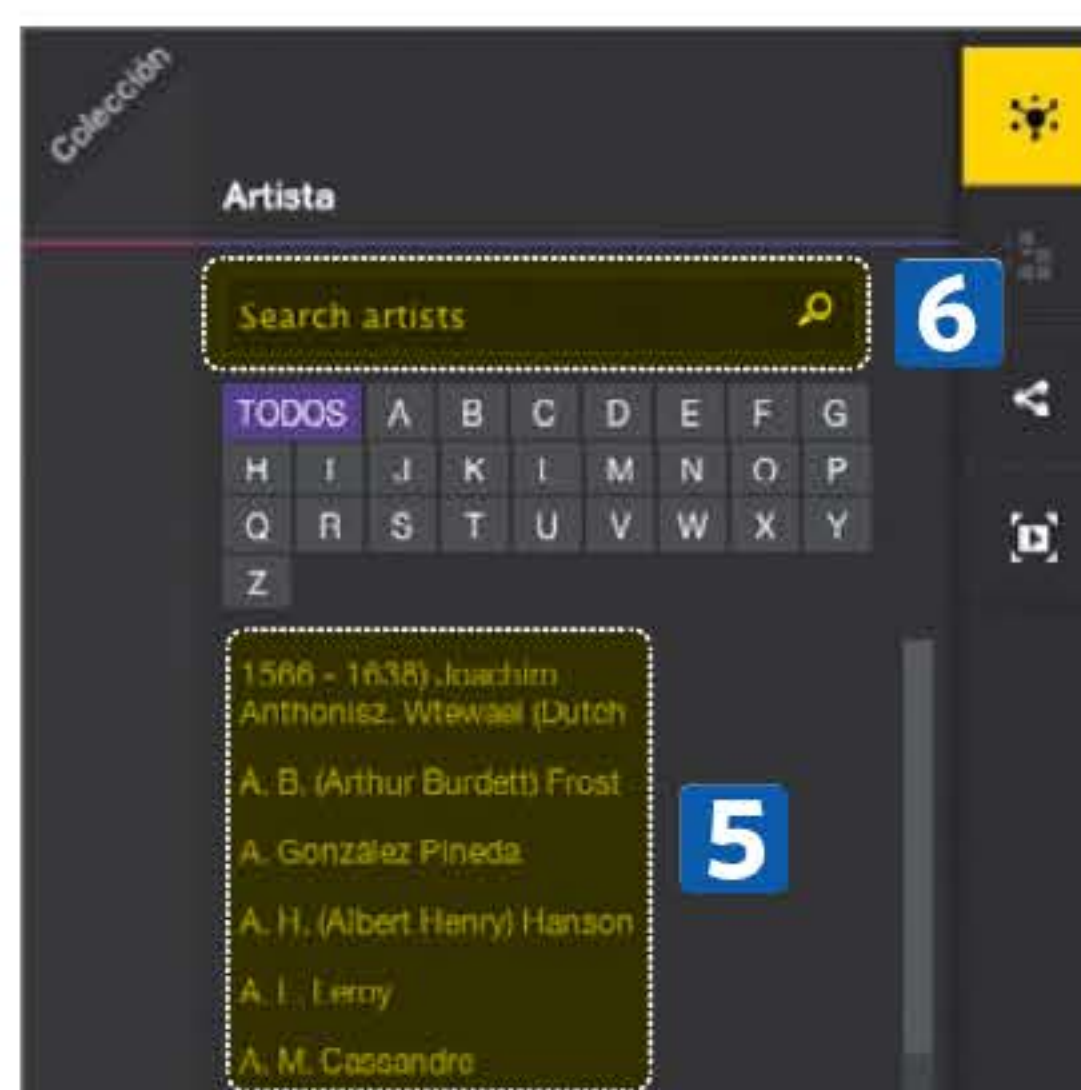 Colección
Artista
Search artists
6
TODOS A B C D E F G
H I J K L M N O P
Q R S T U V W X Y
Z
1566 - 1638) Joachim
Anthonisz. Wtewael (Dutch
A. B. (Arthur Burdett) Frost
5
A. González Pineda
A. H. (Albert Henry) Hanson
A. L. Leroy
A. M. Cassandre